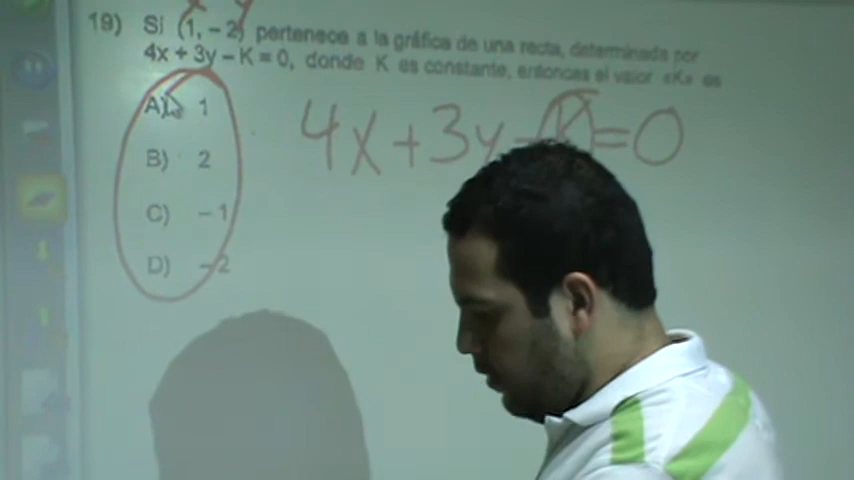 x y
19) Si (1, -2) pertenece a la gráfica de una recta, determinada por
4x + 3y - K = 0, donde K es constante, entonces el valor «K» es
A) 1
B) 2
C) -1
D) -2
4x+3y-K=0